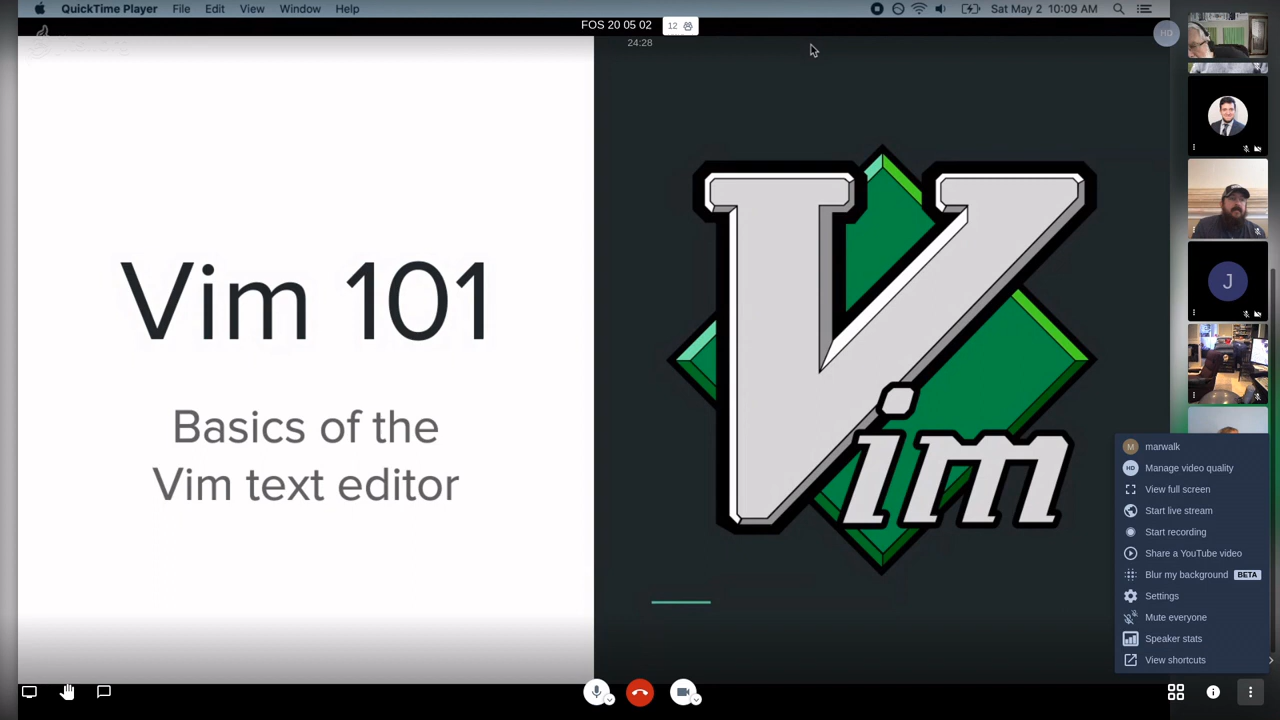 QuickTime Player File Edit View Window Help Sat May 2 10:09 AM
FOS 20 05 02 12
24:28
HD
Vim 101
Basics of the
Vim text editor
Vim
J
M marwalk
HD Manage video quality
View full screen
Start live stream
Start recording
Share a YouTube video
Blur my background BETA
Settings
Mute everyone
Speaker stats
View shortcuts